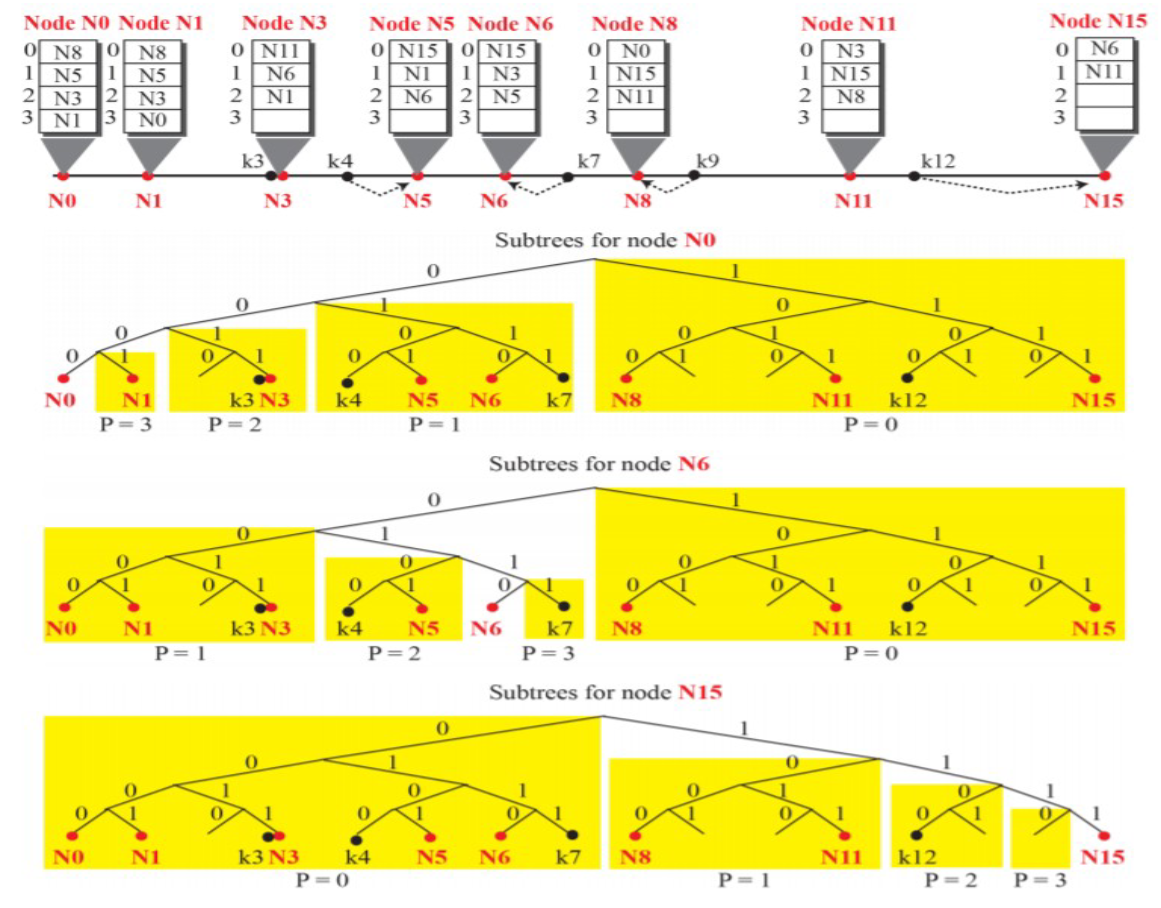 Node N0 Node N1 Node N3 Node N5 Node N6 Node N8 Node N11 Node N15
0 N8 0 N8 0 N11 0 N15 0 N15 0 N0 0 N3 0 N6
1 N5 1 N5 1 N6 1 N1 1 N3 1 N15 1 N15 1 N11
2 N3 2 N3 2 N1 2 N6 2 N5 2 N11 2 N8 2
3 N1 3 N0 3 3 3 3 3 3
k3 k4 k7 k9 k12
N0 N1 N3 N5 N6 N8 N11 N15
Subtrees for node N0
0 1
0 1 0 1
0 1 0 1 0 1 0 1
0 1 0 1 0 1 0 1 0 1 0 1 0 1 0 1
N0 N1 k3 N3 k4 N5 N6 k7 N8 N11 k12 N15
P = 3 P = 2 P = 1 P = 0
Subtrees for node N6
0 1
0 1 0 1
0 1 0 1 0 1 0 1
0 1 0 1 0 1 0 1 0 1 0 1 0 1 0 1
N0 N1 k3 N3 k4 N5 N6 k7 N8 N11 k12 N15
P = 1 P = 2 P = 3 P = 0
Subtrees for node N15
0 1
0 1 0 1
0 1 0 1 0 1 0 1
0 1 0 1 0 1 0 1 0 1 0 1 0 1 0 1
N0 N1 k3 N3 k4 N5 N6 k7 N8 N11 k12 N15
P = 0 P = 1 P = 2 P = 3